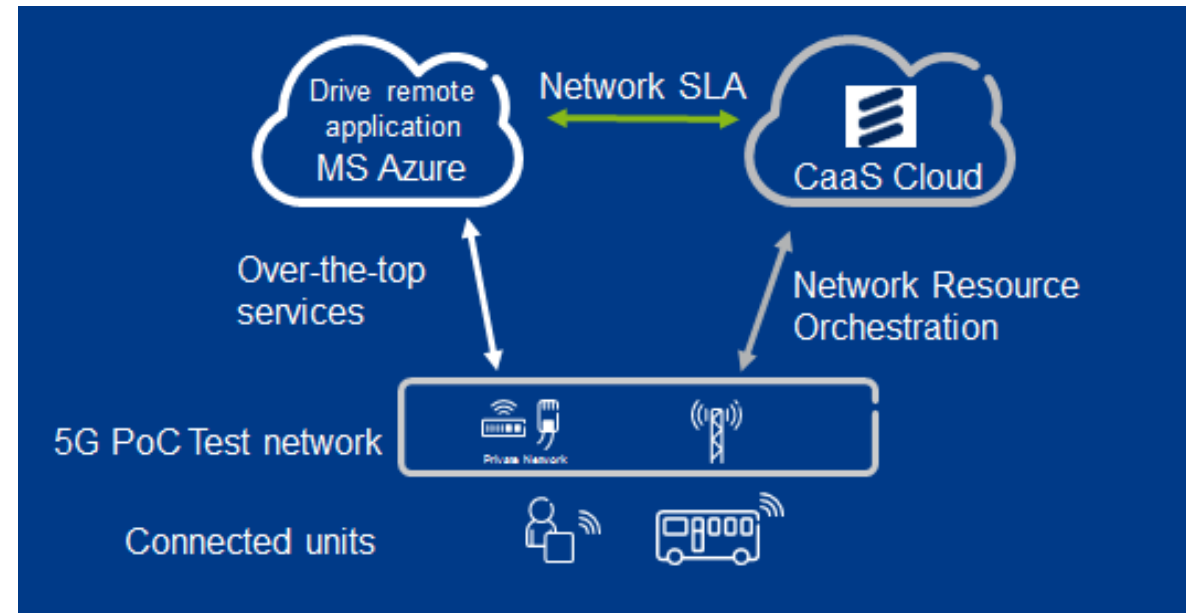 Drive remote
application
MS Azure
Network SLA
CaaS Cloud
Over-the-top
services
Network Resource
Orchestration
5G PoC Test network
Private Network
Connected units